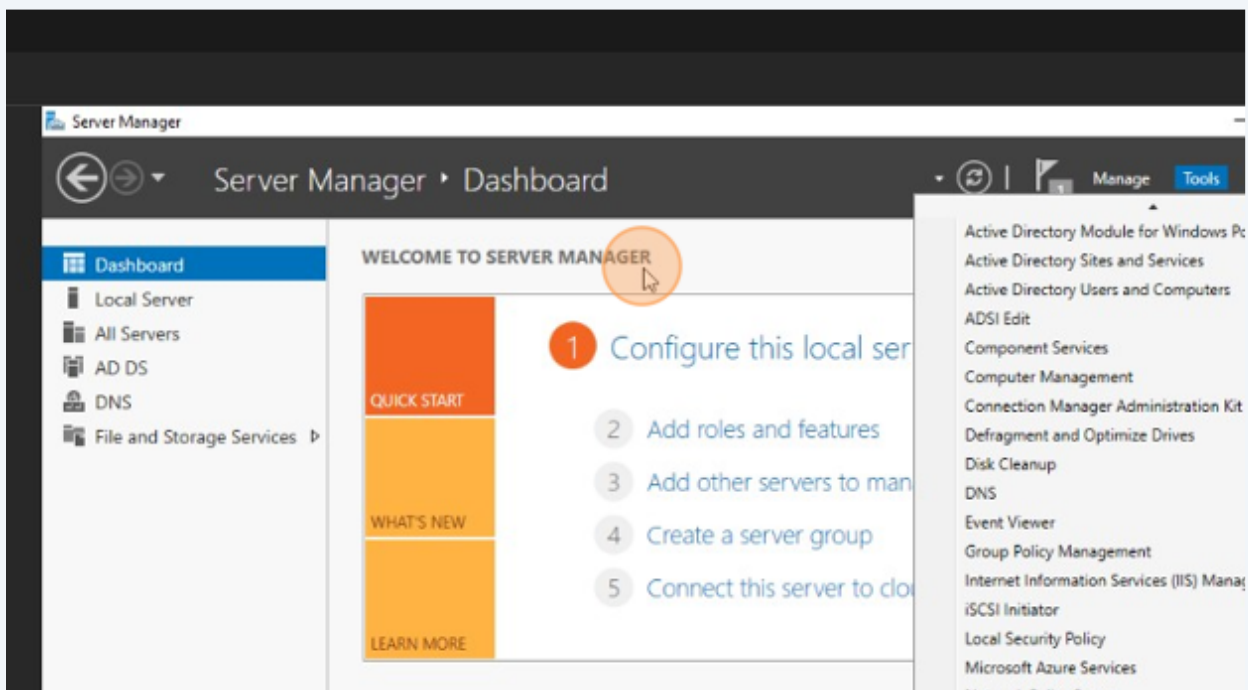 Server Manager
Server Manager ‣ Dashboard
1
Manage
Tools
Dashboard
Local Server
All Servers
AD DS
DNS
File and Storage Services
WELCOME TO SERVER MANAGER
QUICK START
WHAT'S NEW
LEARN MORE
1 Configure this local ser
2 Add roles and features
3 Add other servers to man
4 Create a server group
5 Connect this server to clou
Active Directory Module for Windows Po
Active Directory Sites and Services
Active Directory Users and Computers
ADSI Edit
Component Services
Computer Management
Connection Manager Administration Kit
Defragment and Optimize Drives
Disk Cleanup
DNS
Event Viewer
Group Policy Management
Internet Information Services (IIS) Manag
iSCSI Initiator
Local Security Policy
Microsoft Azure Services